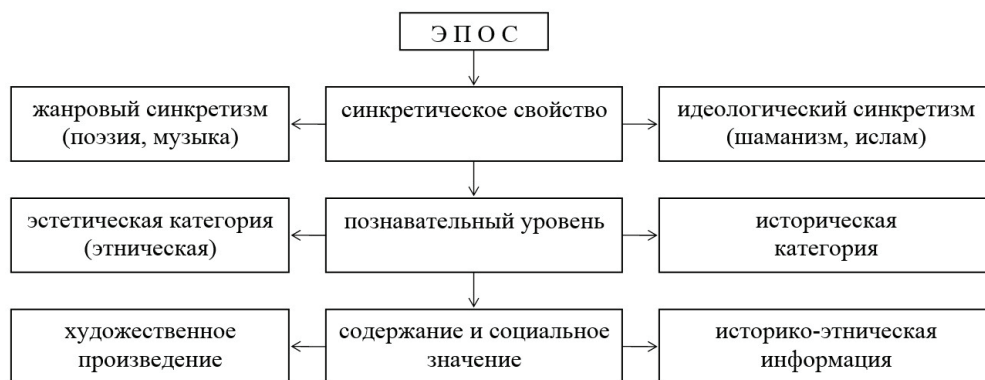 Э П О С
жанровый синкретизм
(поэзия, музыка)
синкретическое свойство
идеологический синкретизм
(шаманизм, ислам)
эстетическая категория
(этническая)
познавательный уровень
историческая
категория
художественное
произведение
содержание и социальное
значение
историко-этническая
информация